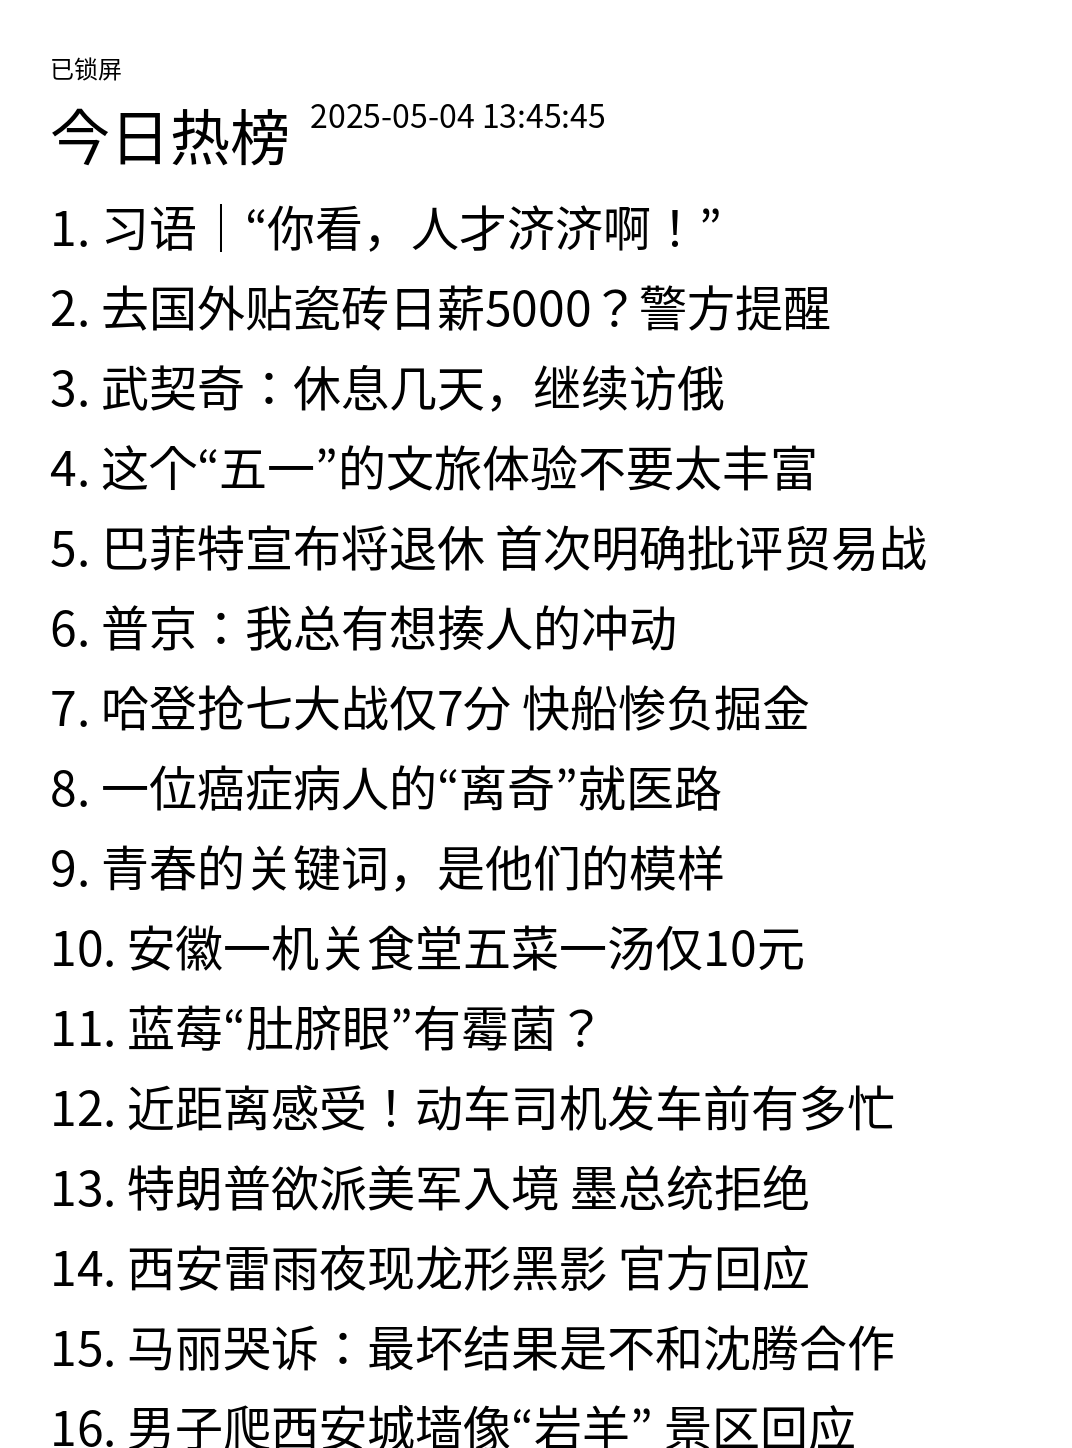 已锁屏
今日热榜 2025-05-04 13:45:45
1. 习语｜“你看，人才济济啊！”
2. 去国外贴瓷砖日薪5000？警方提醒
3. 武契奇：休息几天，继续访俄
4. 这个“五一”的文旅体验不要太丰富
5. 巴菲特宣布将退休 首次明确批评贸易战
6. 普京：我总有想揍人的冲动
7. 哈登抢七大战仅7分 快船惨负掘金
8. 一位癌症病人的“离奇”就医路
9. 青春的关键词，是他们的模样
10. 安徽一机关食堂五菜一汤仅10元
11. 蓝莓“肚脐眼”有霉菌？
12. 近距离感受！动车司机发车前有多忙
13. 特朗普欲派美军入境 墨总统拒绝
14. 西安雷雨夜现龙形黑影 官方回应
15. 马丽哭诉：最坏结果是不和沈腾合作
16. 男子爬西安城墙像“岩羊” 景区回应